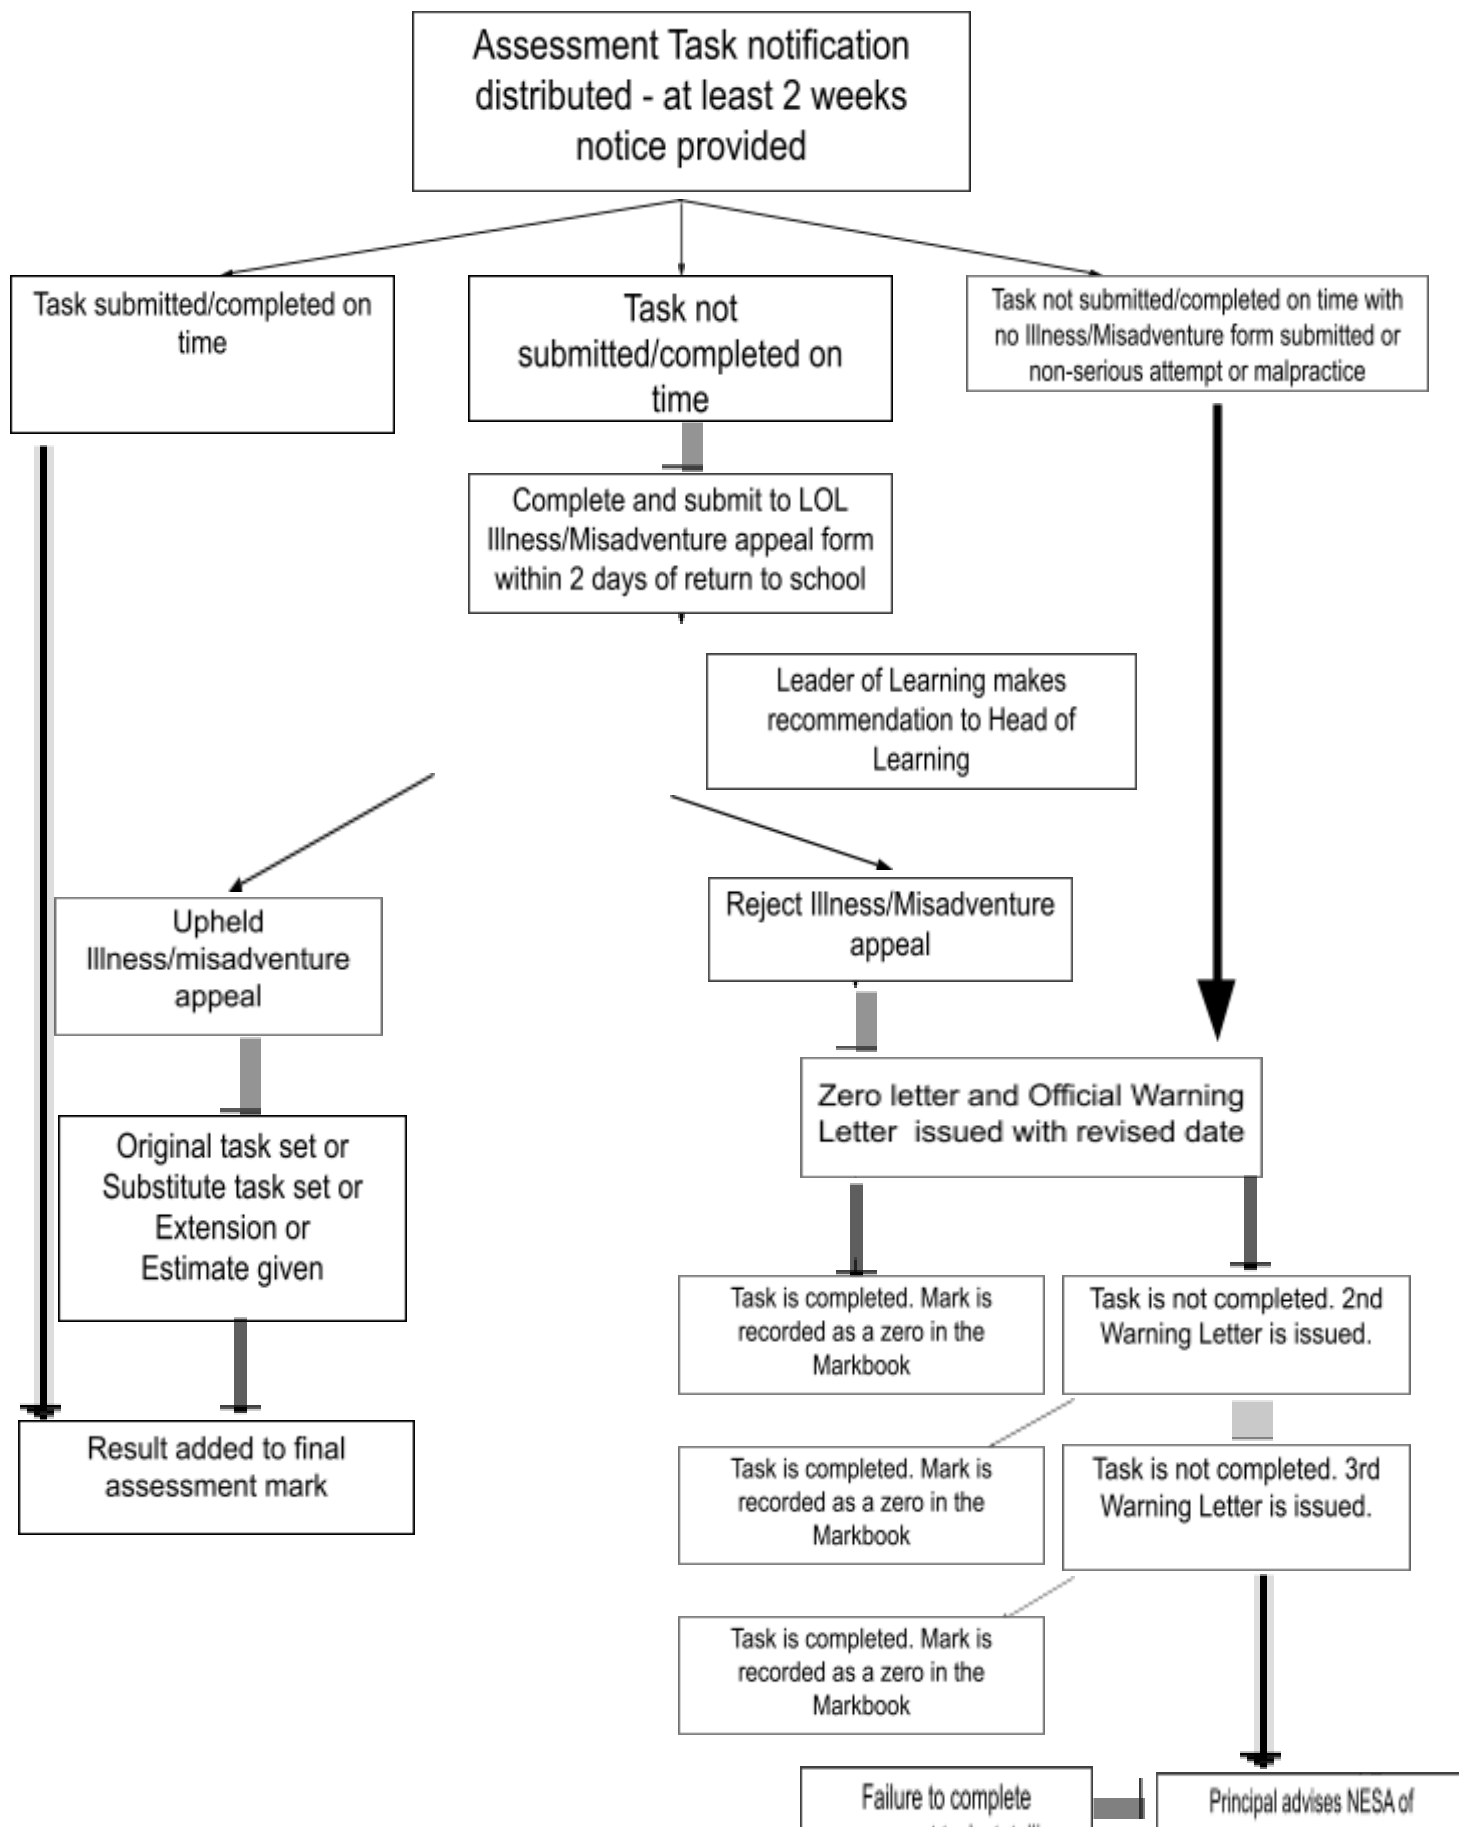 Assessment Task notification
distributed - at least 2 weeks
notice provided
Task submitted/completed on
time
Task not
submitted/completed on
time
Task not submitted/completed on time with
no Illness/Misadventure form submitted or
non-serious attempt or malpractice
Complete and submit to LOL
Illness/Misadventure appeal form
within 2 days of return to school
Leader of Learning makes
recommendation to Head of
Learning
Upheld
Illness/misadventure
appeal
Reject Illness/Misadventure
appeal
Zero letter and Official Warning
Letter issued with revised date
Original task set or
Substitute task set or
Extension or
Estimate given
Task is completed. Mark is
recorded as a zero in the
Markbook
Task is not completed. 2nd
Warning Letter is issued.
Result added to final
assessment mark
Task is completed. Mark is
recorded as a zero in the
Markbook
Task is not completed. 3rd
Warning Letter is issued.
Task is completed. Mark is
recorded as a zero in the
Markbook
Failure to complete
Principal advises NESA of